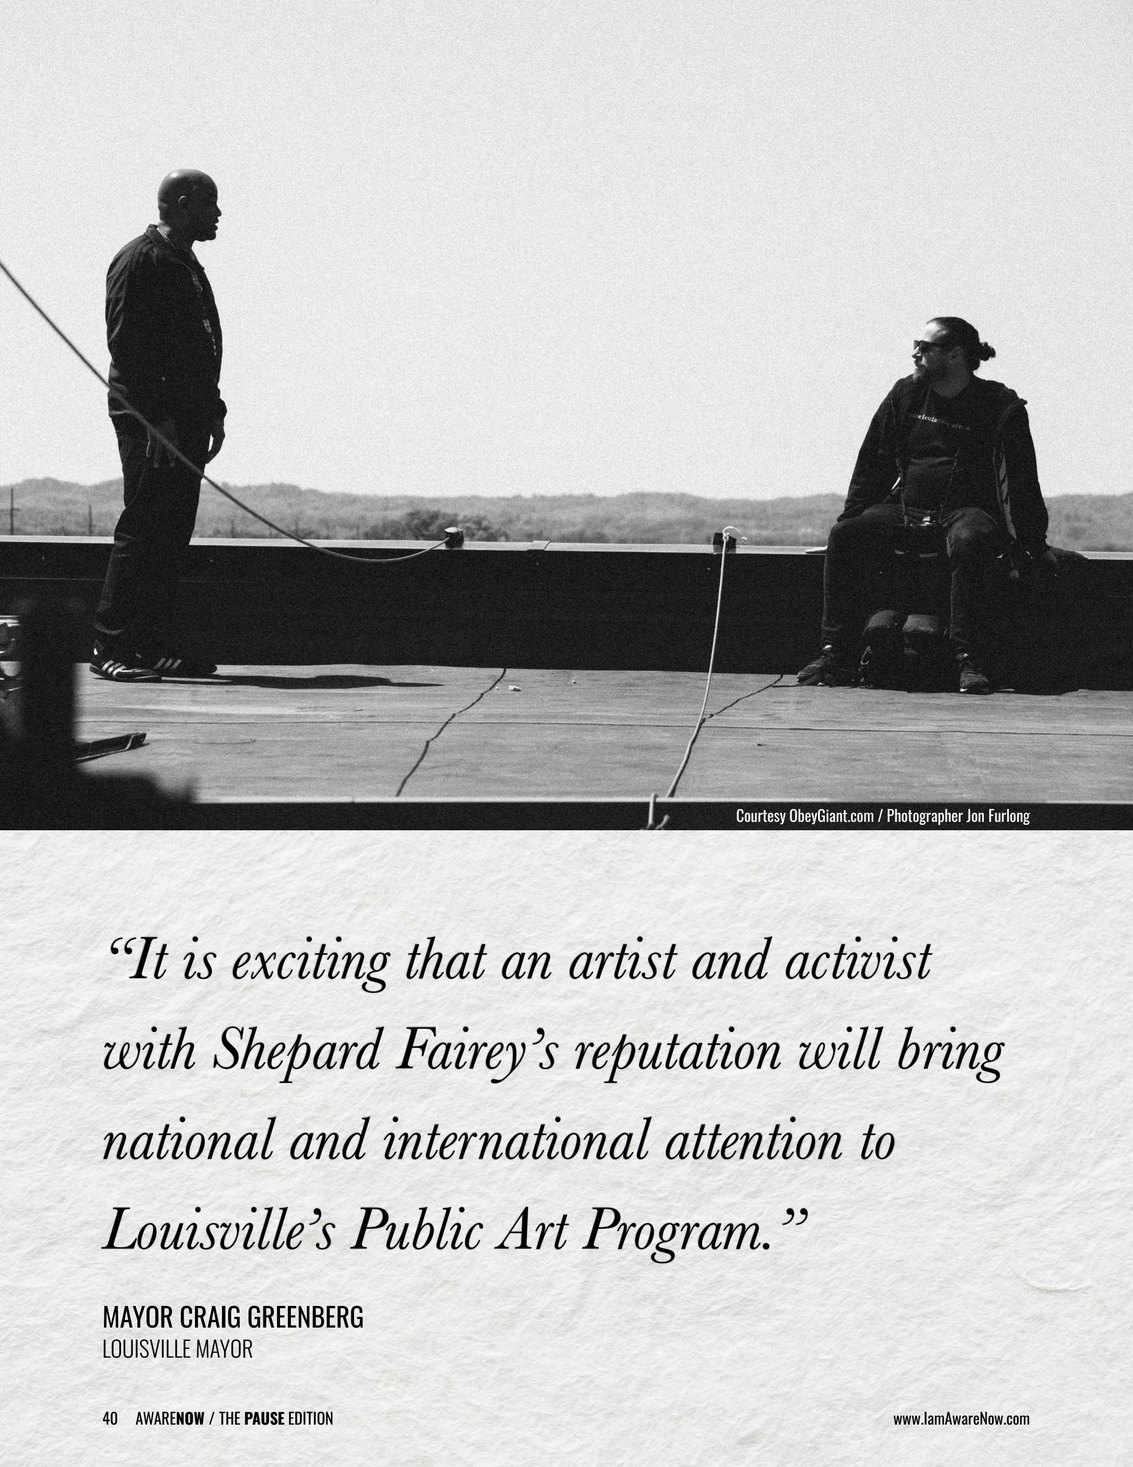 Courtesy ObeyGiant.com / Photographer Jon Furlong
“It is exciting that an artist and activist
with Shepard Fairey’s reputation will bring
national and international attention to
Louisville’s Public Art Program.”
MAYOR CRAIG GREENBERG
LOUISVILLE MAYOR
40 AWARENOW / THE PAUSE EDITION
www.IamAwareNow.com